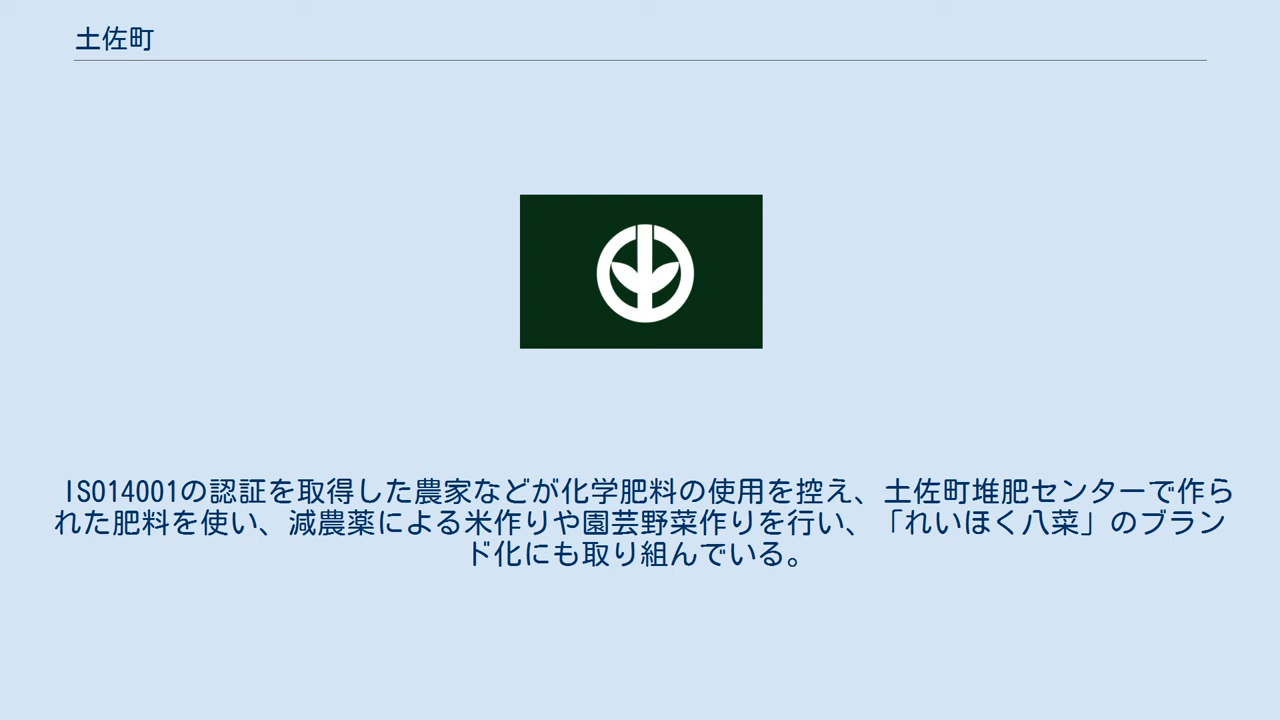 土佐町
ISO14001の認証を取得した農家などが化学肥料の使用を控え、土佐町堆肥センターで作ら
れた肥料を使い、減農薬による米作りや園芸野菜作りを行い、「れいほく八菜」のブラン
ド化にも取り組んでいる。